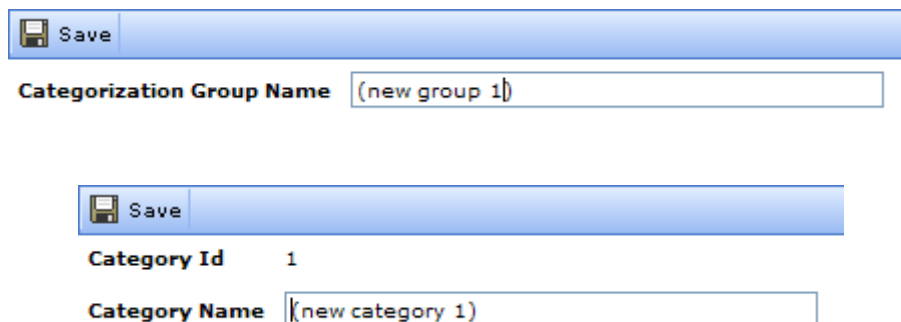 Save
Categorization Group Name (new group 1)
Save
Category Id 1
Category Name (new category 1)